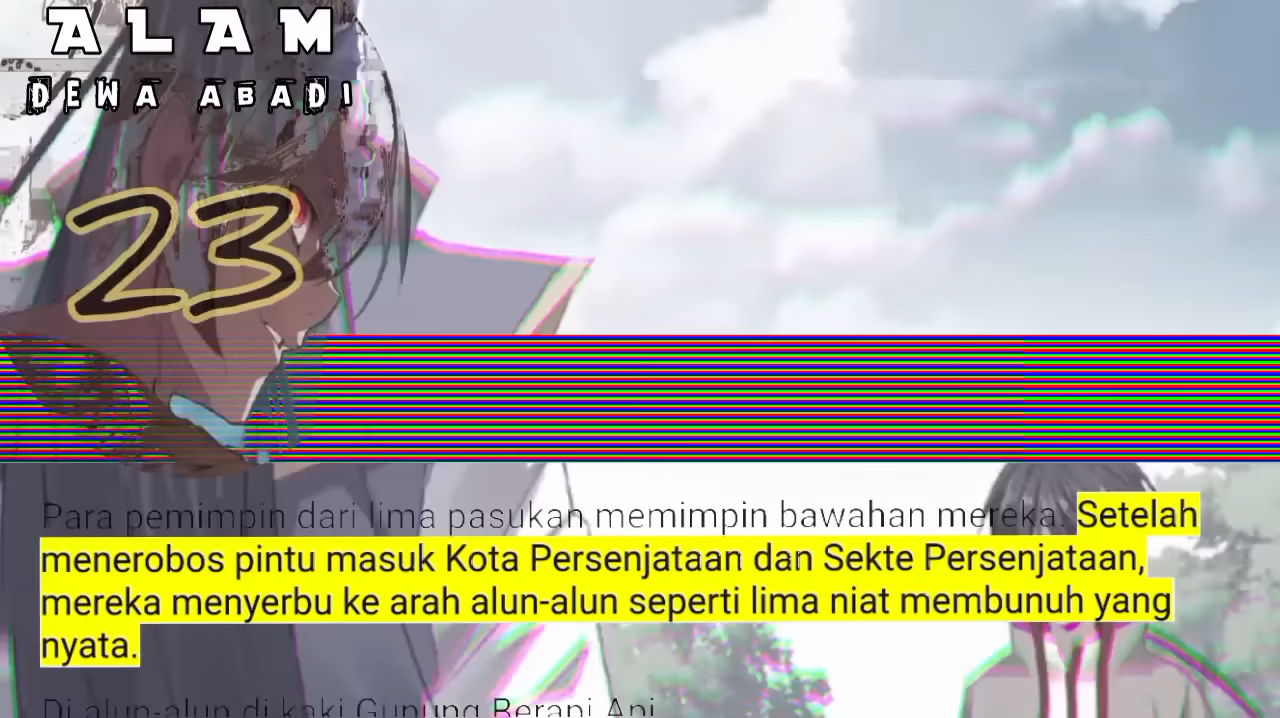 ALAM
DEWA ABADI
23
Para pemimpin dari lima pasukan memimpin bawahan mereka. Setelah
menerobos pintu masuk Kota Persenjataan dan Sekte Persenjataan,
mereka menyerbu ke arah alun-alun seperti lima niat membunuh yang
nyata.
Di alun-alun di kaki Gunung Berapi Api